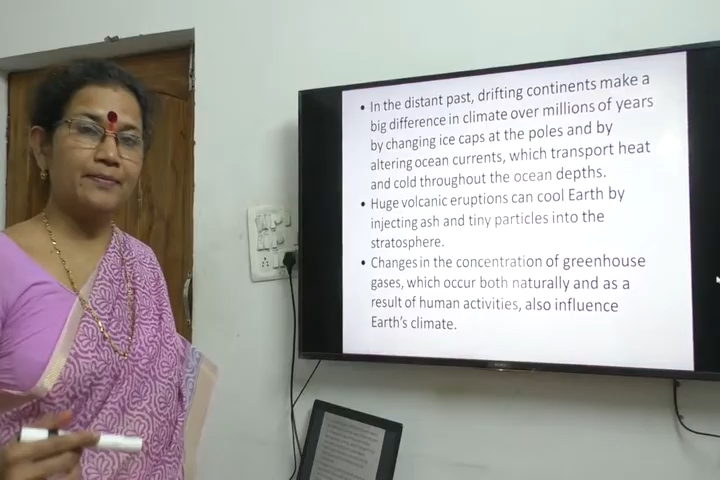 • In the distant past, drifting continents make a
big difference in climate over millions of years
by changing ice caps at the poles and by
altering ocean currents, which transport heat
and cold throughout the ocean depths.
• Huge volcanic eruptions can cool Earth by
injecting ash and tiny particles into the
stratosphere.
• Changes in the concentration of greenhouse
gases, which occur both naturally and as a
result of human activities, also influence
Earth's climate.